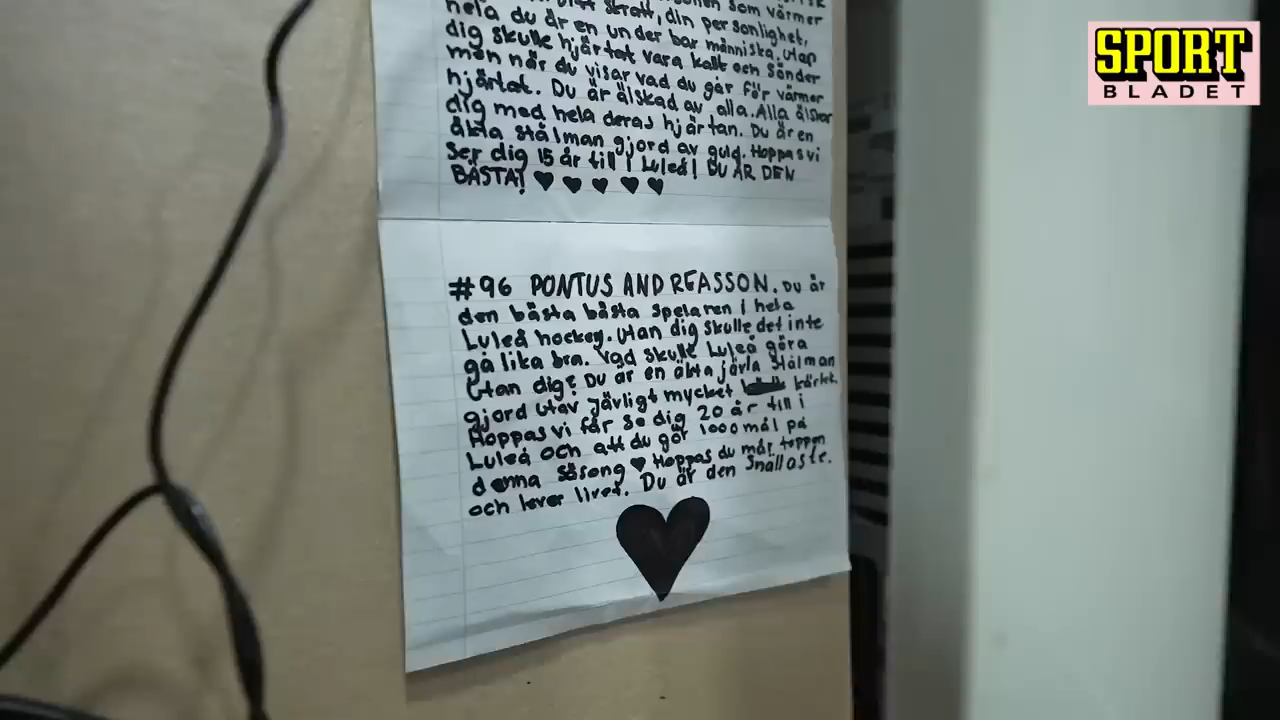 skratt, din personlighet,
hela du är en underbar människa. Utan
dig skulle hjärtat vara kallt och sönder
men när du visar vad du gör för värmer
hjärtat. Du är älskad av alla. Alla älskar
dig med hela deras hjärtan. Du är en
äkta stålman gjord av guld. Hoppas vi
ser dig 15 år till i Luleå! DU ÄR DEN
BÄSTA! ♥ ♥ ♥ ♥ ♥
#96 PONTUS ANDREASSON. Du är
den bästa bästa spelaren i hela
Luleå hockey. Utan dig skulle det inte
gå lika bra. Vad skulle Luleå göra
utan dig? Du är en äkta jävla stålman
gjord utav jävligt mycket kärlek.
Hoppas vi får se dig 20 år till i
Luleå och att du gör 1000 mål på
denna säsong ♥ Hoppas du mår toppen
och lever livet. Du är den snällaste.
SPORT
BLADET